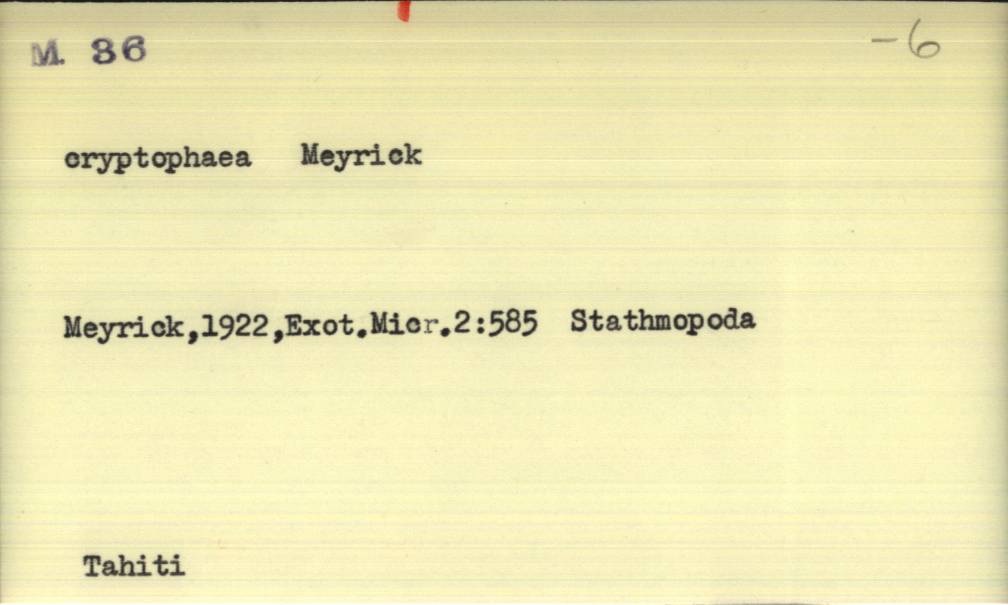 M. 36 -6
cryptophaea Meyrick
Meyrick,1922,Exot.Micr.2:585 Stathmopoda
Tahiti